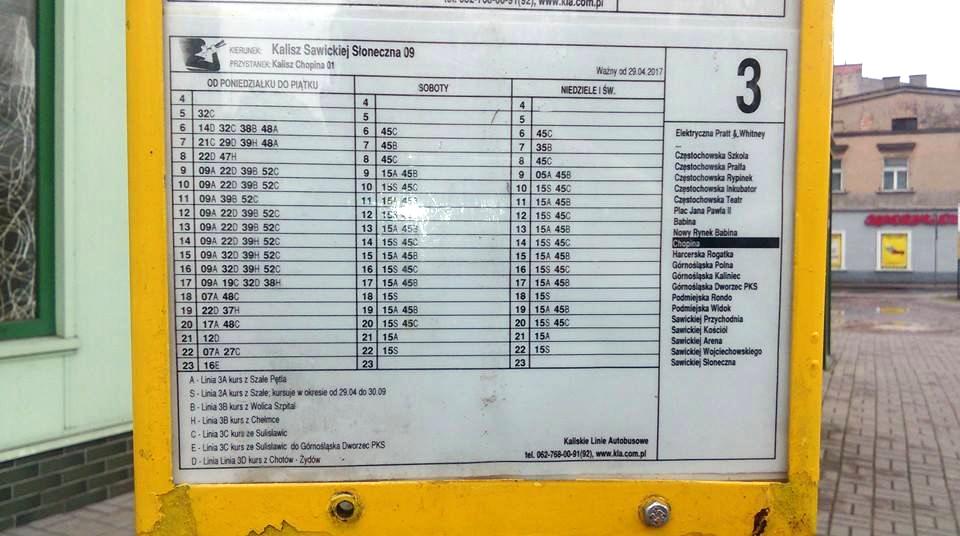 tel. 062-768-00-91(92), www.kla.com.pl
KIERUNEK: Kalisz Sawickiej Słoneczna 09
PRZYSTANEK: Kalisz Chopina 01
Ważny od 29.04.2017
3
OD PONIEDZIAŁKU DO PIĄTKU SOBOTY NIEDZIELE I ŚW.
4 4 4
5 32C 5 5
6 14D 32C 38B 48A 6 45C 6 45C
7 21C 29D 39H 48A 7 45B 7 35B
8 22D 47H 8 45C 8 45C
9 09A 22D 39B 52C 9 15A 45B 9 05A 45B
10 09A 22D 39B 52C 10 15S 45C 10 15S 45C
11 09A 39B 52C 11 15A 45B 11 15A 45B
12 09A 22D 39B 52C 12 12 15S 45C
13 09A 22D 39B 52C 13 15A 45B 13 15A 45B
14 09A 22D 39H 52C 14 15S 45C 14 15S 45C
15 09A 32D 39H 52C 15 15A 45B 15 15A 45B
16 09A 32D 39H 52C 16 15S 45C 16 15S 45C
17 09A 19C 32D 38H 17 15A 45B 17 15A 45B
18 07A 48C 18 15S 18 15S
19 22D 37H 19 15A 45B 19 15A 45B
20 17A 48C 20 15S 45C 20 15S 45C
21 12D 21 15A 21 15A
22 07A 27C 22 15S 22 15S
23 16E 23 23
A - Linia 3A kurs z Szałe Pętla
S - Linia 3A kurs z Szałe; kursuje w okresie od 29.04 do 30.09
B - Linia 3B kurs z Wolica Szpital
H - Linia 3B kurs z Chełmce
C - Linia 3C kurs ze Sulisławic
E - Linia 3C kurs ze Sulisławic do Górnośląska Dworzec PKS
D - Linia Linia 3D kurs z Chotów - Żydów
Kaliskie Linie Autobusowe
tel. 062-768-00-91(92), www.kla.com.pl
Elektryczna Pratt & Whitney
...
Częstochowska Szkoła
Częstochowska Pralfa
Częstochowska Rypinek
Częstochowska Inkubator
Częstochowska Teatr
Plac Jana Pawła II
Babina
Nowy Rynek Babina
Chopina
Harcerska Rogatka
Górnośląska Polna
Górnośląska Kaliniec
Górnośląska Dworzec PKS
Podmiejska Rondo
Podmiejska Widok
Sawickiej Przychodnia
Sawickiej Kościół
Sawickiej Arena
Sawickiej Wojciechowskiego
Sawickiej Słoneczna